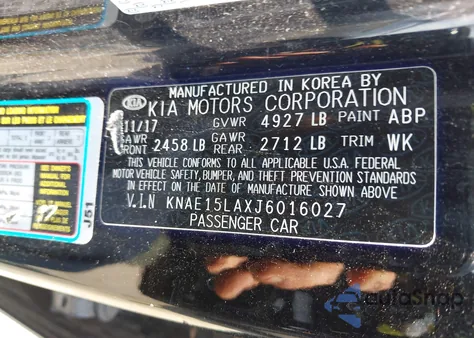 MANUFACTURED IN KOREA BY
KIA KIA MOTORS CORPORATION
11/17 GVWR 4927 LB PAINT ABP
GAWR FRONT 2458 LB GAWR REAR 2712 LB TRIM WK
THIS VEHICLE CONFORMS TO ALL APPLICABLE U.S.A. FEDERAL
MOTOR VEHICLE SAFETY, BUMPER, AND THEFT PREVENTION STANDARDS
IN EFFECT ON THE DATE OF MANUFACTURE SHOWN ABOVE
V.I.N KNAE15LAXJ6016027
PASSENGER CAR
J51